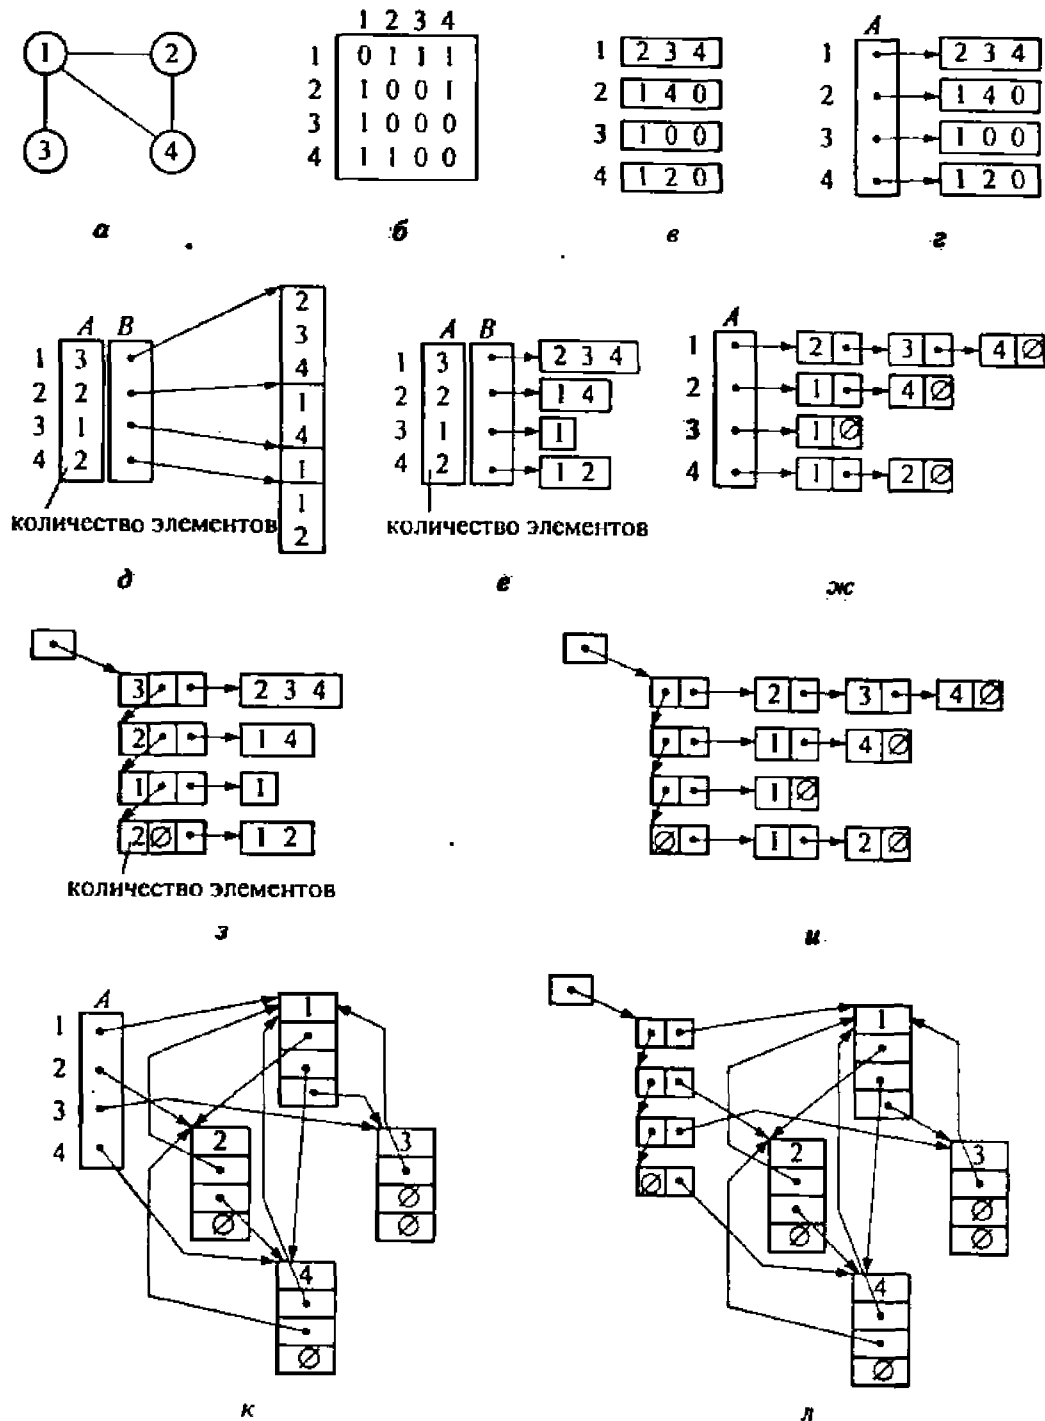 1 2
3 4
а
1 2 3 4
1 0 1 1 1
2 1 0 0 1
3 1 0 0 0
4 1 1 0 0
б
1 2 3 4
2 1 4 0
3 1 0 0
4 1 2 0
в
A
1 2 3 4
2 1 4 0
3 1 0 0
4 1 2 0
г
A B
1 3
2 2
3 1
4 2
2
3
4
1
4
1
1
2
количество элементов
д
A B
1 3 2 3 4
2 2 1 4
3 1 1
4 2 1 2
количество элементов
е
A
1 2 3 4 ∅
2 1 4 ∅
3 1 ∅
4 1 2 ∅
ж
3 2 3 4
2 1 4
1 1
2 ∅ 1 2
количество элементов
з
2 3 4 ∅
1 4 ∅
1 ∅
∅ 1 2 ∅
и
A
1
2
3
4
1
2
∅
3
∅
∅
4
∅
к
1
2
∅
3
∅
∅
∅
4
∅
л